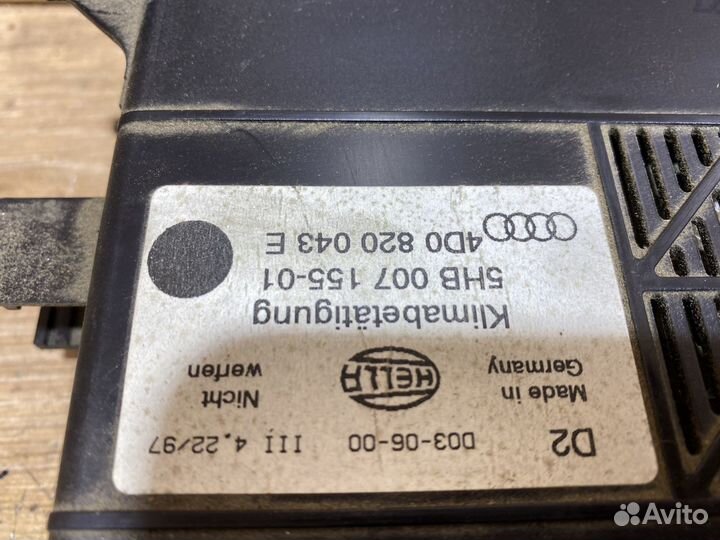 D2 D03-06-00 III 4.22/97
Made in Germany
HELLA
Nicht werfen
Klimabetätigung
5HB 007 155-01
4D0 820 043 E
Avito